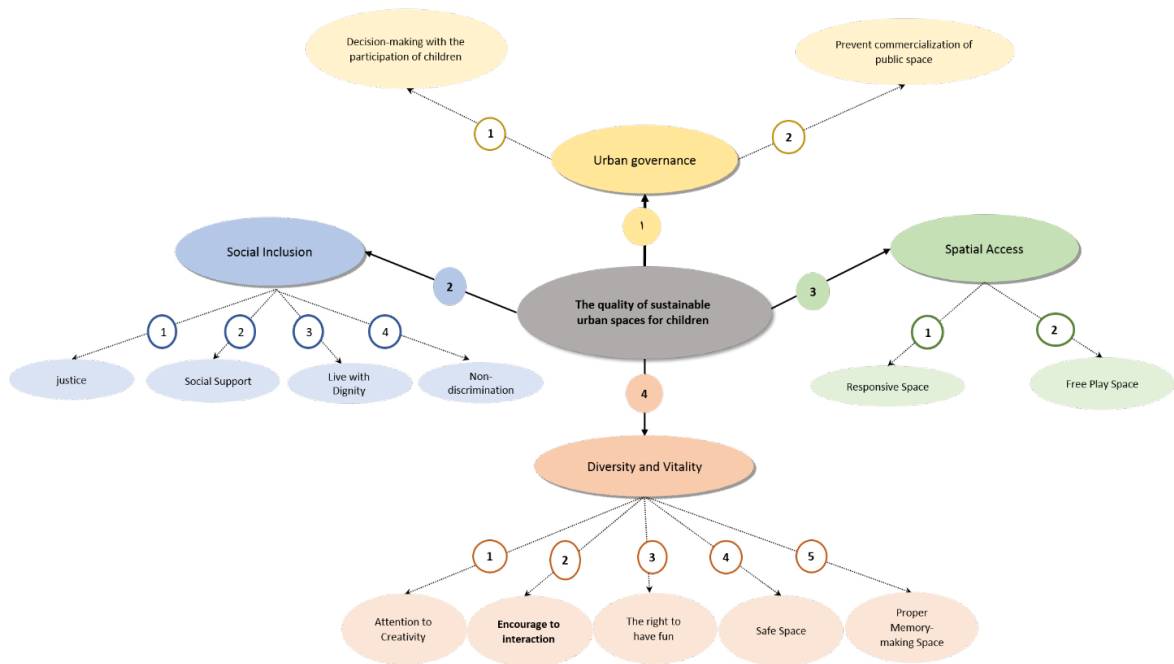 Decision-making with the
participation of children
Prevent commercialization of
public space
1
2
Urban governance
١
Social Inclusion
Spatial Access
2
3
The quality of sustainable
urban spaces for children
1
2
3
4
1
2
justice
Social Support
Live with
Dignity
Non-
discrimination
Responsive Space
Free Play Space
4
Diversity and Vitality
1
2
3
4
5
Attention to
Creativity
Encourage to
interaction
The right to
have fun
Safe Space
Proper
Memory-
making Space